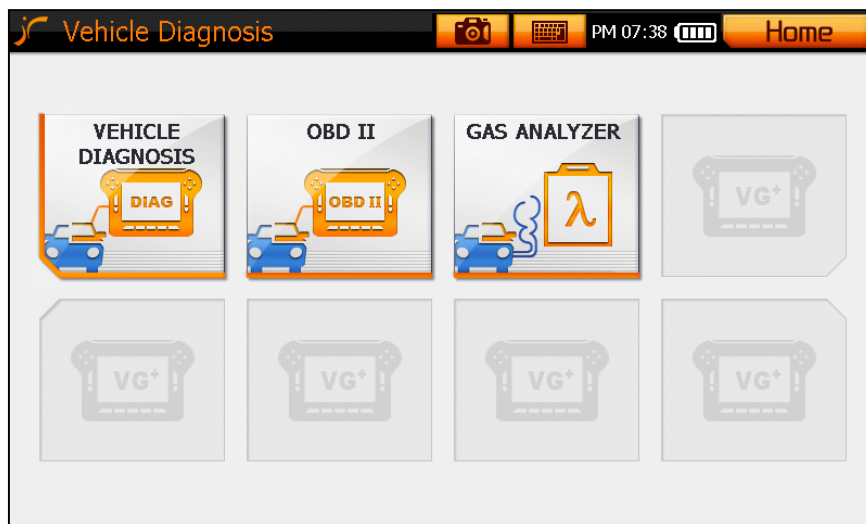 Vehicle Diagnosis
PM 07:38
Home
VEHICLE
DIAGNOSIS
DIAG
OBD II
OBD II
GAS ANALYZER
λ
VG+
VG+
VG+
VG+
VG+